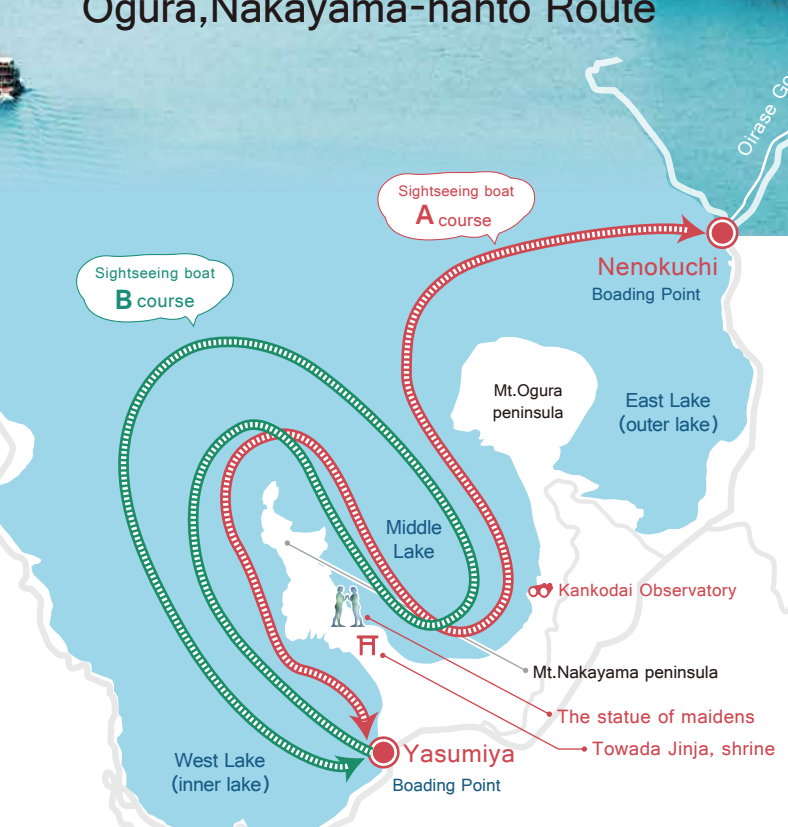 Ogura,Nakayama-hanto Route
Oirase Go
Sightseeing boat
A course
Nenokuchi
Boading Point
Sightseeing boat
B course
Mt.Ogura
peninsula
East Lake
(outer lake)
Middle
Lake
Kankodai Observatory
Mt.Nakayama peninsula
The statue of maidens
Towada Jinja, shrine
Yasumiya
Boading Point
West Lake
(inner lake)